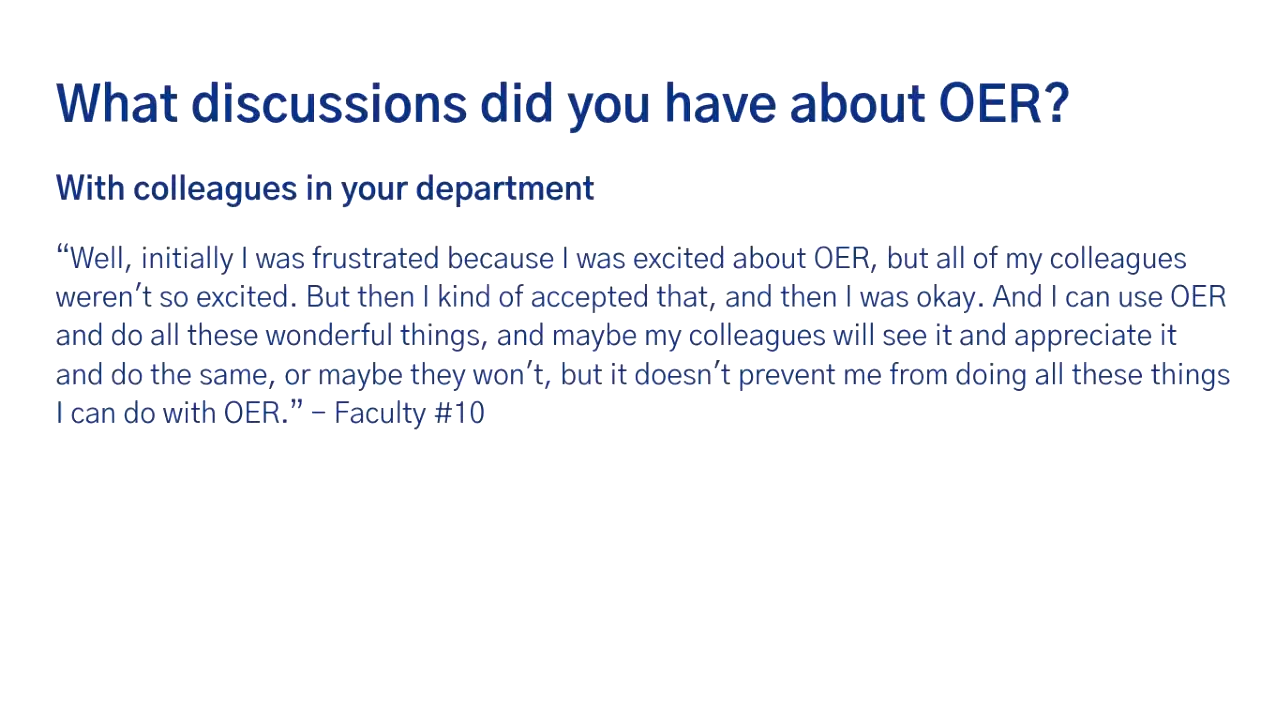 What discussions did you have about OER?
With colleagues in your department
“Well, initially I was frustrated because I was excited about OER, but all of my colleagues
weren’t so excited. But then I kind of accepted that, and then I was okay. And I can use OER
and do all these wonderful things, and maybe my colleagues will see it and appreciate it
and do the same, or maybe they won’t, but it doesn’t prevent me from doing all these things
I can do with OER.” – Faculty #10